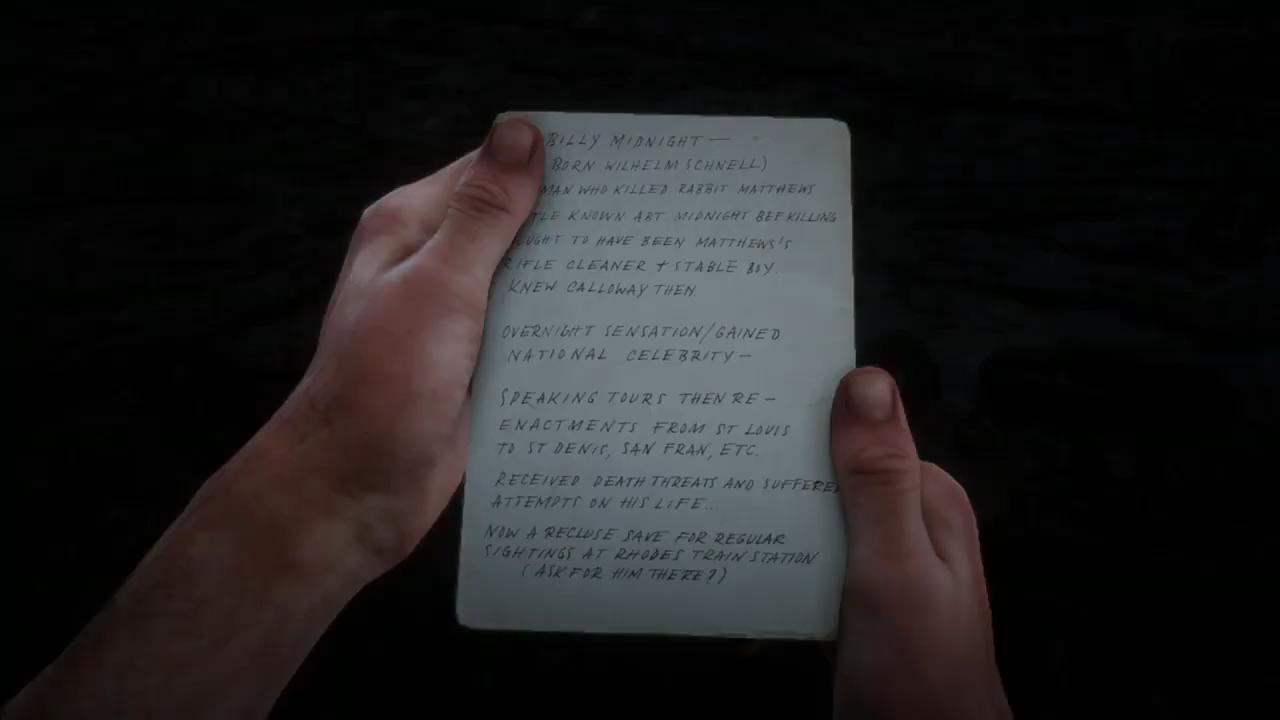 BILLY MIDNIGHT —
BORN WILHELM SCHNELL)
MAN WHO KILLED RABBIT MATTHEWS
KNOWN ABT MIDNIGHT BEF KILLING
TO HAVE BEEN MATTHEWS'S
RIFLE CLEANER + STABLE BOY.
KNEW CALLOWAY THEN.
OVERNIGHT SENSATION/GAINED
NATIONAL CELEBRITY —
SPEAKING TOURS THEN RE —
ENACTMENTS FROM ST LOUIS
TO ST DENIS, SAN FRAN, ETC.
RECEIVED DEATH THREATS AND SUFFERED
ATTEMPTS ON HIS LIFE...
NOW A RECLUSE SAVE FOR REGULAR
SIGHTINGS AT RHODES TRAIN STATION
(ASK FOR HIM THERE?)